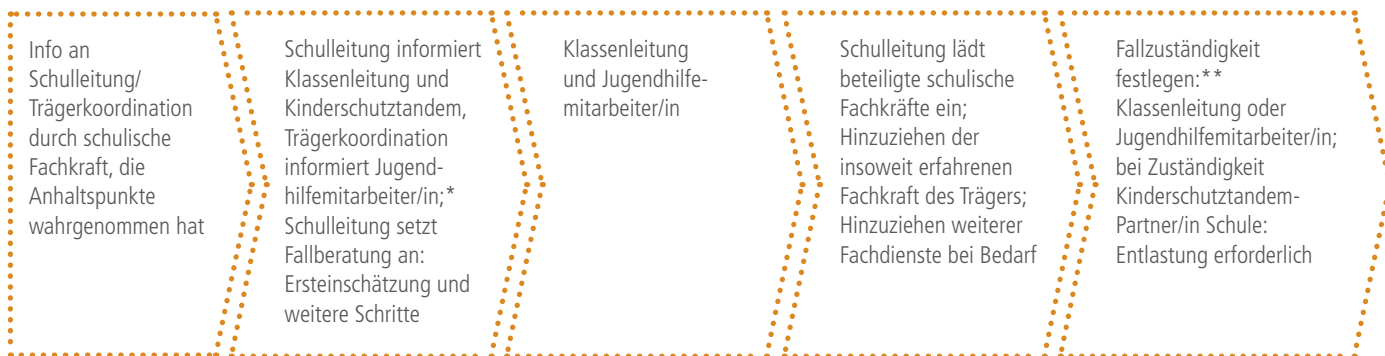 Info an
Schulleitung/
Trägerkoordination
durch schulische
Fachkraft, die
Anhaltspunkte
wahrgenommen hat
Schulleitung informiert
Klassenleitung und
Kinderschutztandem,
Trägerkoordination
informiert Jugend-
hilfemitarbeiter/in;*
Schulleitung setzt
Fallberatung an:
Ersteinschätzung und
weitere Schritte
Klassenleitung
und Jugendhilfe-
mitarbeiter/in
Schulleitung lädt
beteiligte schulische
Fachkräfte ein;
Hinzuziehen der
insoweit erfahrenen
Fachkraft des Trägers;
Hinzuziehen weiterer
Fachdienste bei Bedarf
Fallzuständigkeit
festlegen:**
Klassenleitung oder
Jugendhilfemitarbeiter/in;
bei Zuständigkeit
Kinderschutztandem-
Partner/in Schule:
Entlastung erforderlich